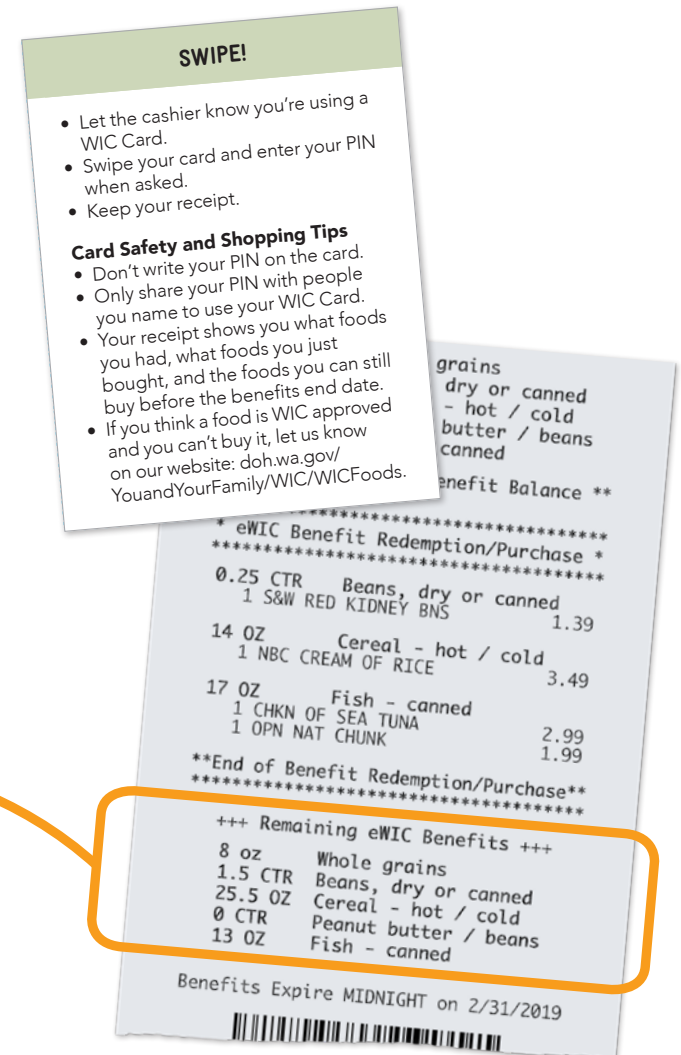 SWIPE!
• Let the cashier know you're using a
WIC Card.
• Swipe your card and enter your PIN
when asked.
• Keep your receipt.
Card Safety and Shopping Tips
• Don't write your PIN on the card.
• Only share your PIN with people
you name to use your WIC Card.
• Your receipt shows you what foods
you had, what foods you just
bought, and the foods you can still
buy before the benefits end date.
• If you think a food is WIC approved
and you can't buy it, let us know
on our website: doh.wa.gov/
YouandYourFamily/WIC/WICFoods.
grains
dry or canned
- hot / cold
butter / beans
canned
enefit Balance **
********************************
* eWIC Benefit Redemption/Purchase *
************************************
0.25 CTR Beans, dry or canned
1 S&W RED KIDNEY BNS 1.39
14 OZ Cereal - hot / cold
1 NBC CREAM OF RICE 3.49
17 OZ Fish - canned
1 CHKN OF SEA TUNA 2.99
1 OPN NAT CHUNK 1.99
**End of Benefit Redemption/Purchase**
************************************
+++ Remaining eWIC Benefits +++
8 oz Whole grains
1.5 CTR Beans, dry or canned
25.5 OZ Cereal - hot / cold
0 CTR Peanut butter / beans
13 OZ Fish - canned
Benefits Expire MIDNIGHT on 2/31/2019